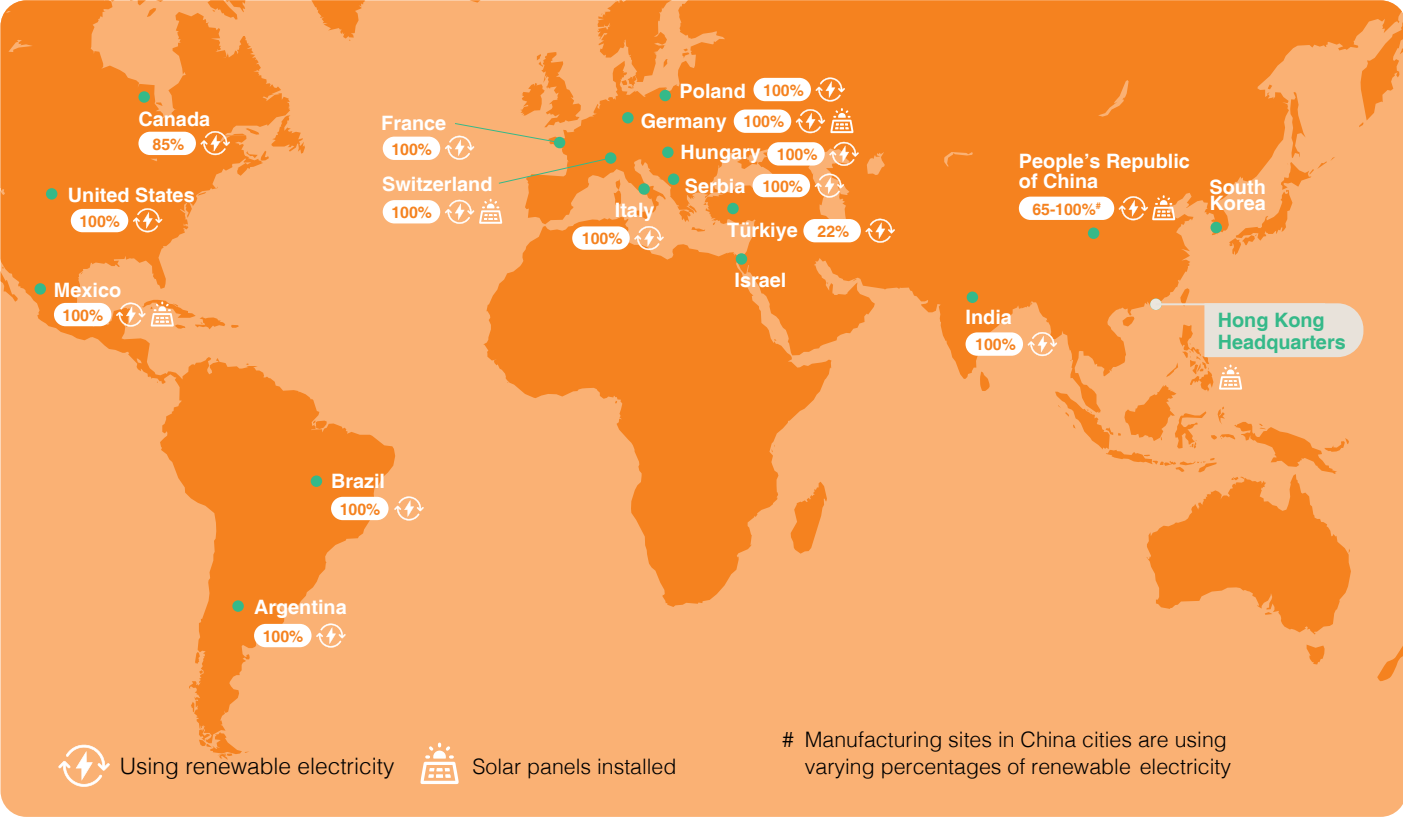 Canada
85%
United States
100%
Mexico
100%
Brazil
100%
Argentina
100%
France
100%
Switzerland
100%
Italy
100%
Poland 100%
Germany 100%
Hungary 100%
Serbia 100%
Türkiye 22%
Israel
People's Republic
of China
65-100%#
South
Korea
India
100%
Hong Kong
Headquarters
Using renewable electricity
Solar panels installed
# Manufacturing sites in China cities are using
varying percentages of renewable electricity